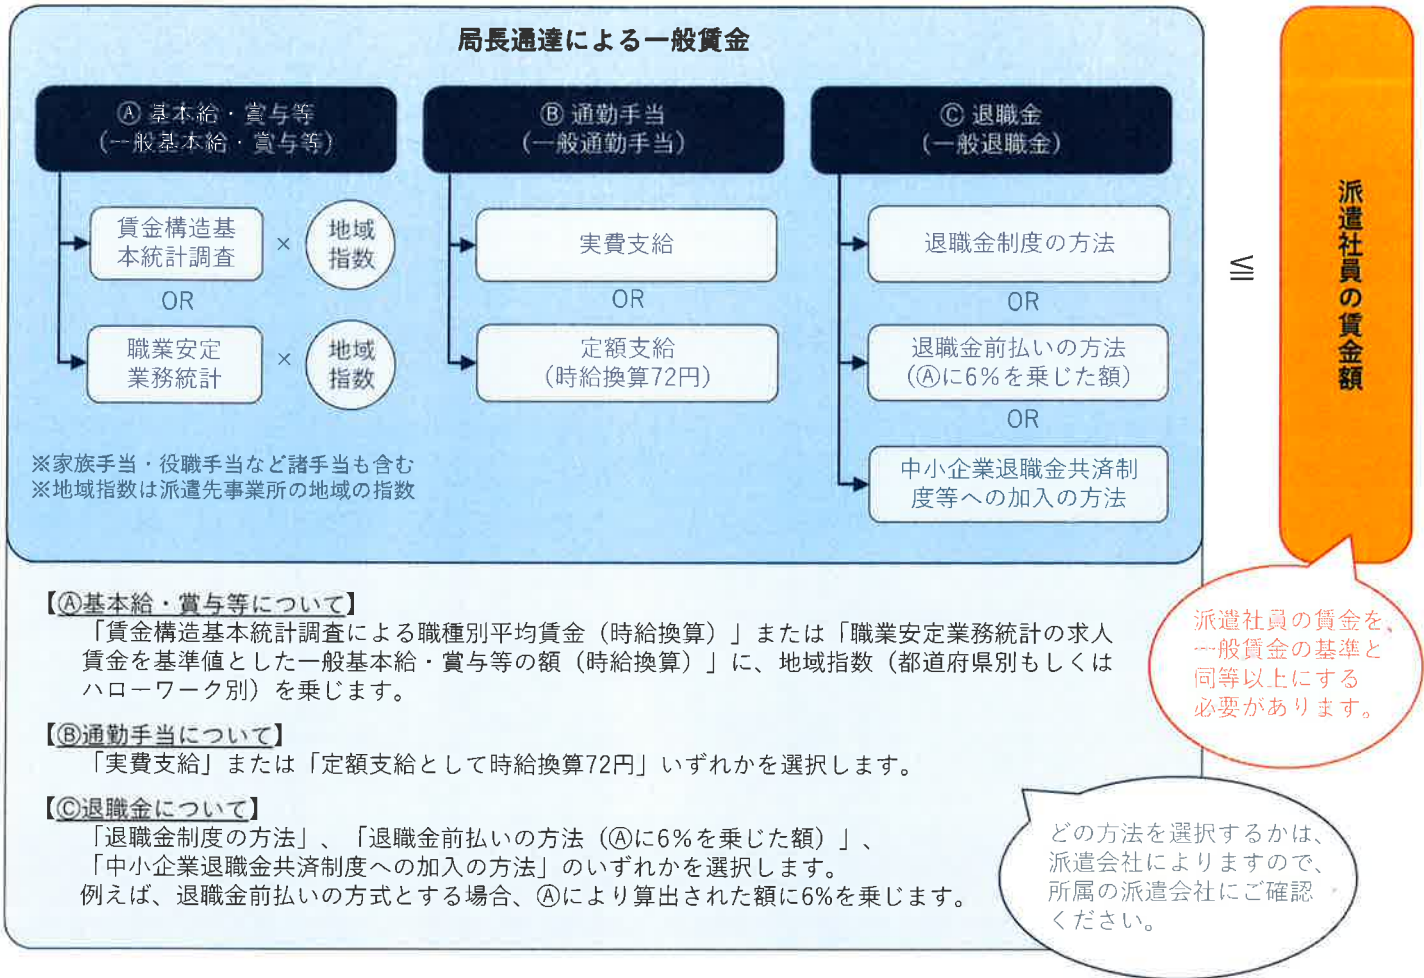 局長通達による一般賃金
Ⓐ 基本給・賞与等
(一般基本給・賞与等)
賃金構造基
本統計調査
×
地域
指数
OR
職業安定
業務統計
×
地域
指数
※家族手当・役職手当など諸手当も含む
※地域指数は派遣先事業所の地域の指数
Ⓑ 通勤手当
(一般通勤手当)
実費支給
OR
定額支給
(時給換算72円)
Ⓒ 退職金
(一般退職金)
退職金制度の方法
OR
退職金前払いの方法
(Ⓐに6%を乗じた額)
OR
中小企業退職金共済制
度等への加入の方法
≦
派遣社員の賃金額
派遣社員の賃金を、
一般賃金の基準と
同等以上にする
必要があります。
【Ⓐ基本給・賞与等について】
「賃金構造基本統計調査による職種別平均賃金(時給換算)」または「職業安定業務統計の求人
賃金を基準値とした一般基本給・賞与等の額(時給換算)」に、地域指数(都道府県別もしくは
ハローワーク別)を乗じます。
【Ⓑ通勤手当について】
「実費支給」または「定額支給として時給換算72円」いずれかを選択します。
【Ⓒ退職金について】
「退職金制度の方法」、「退職金前払いの方法(Ⓐに6%を乗じた額)」、
「中小企業退職金共済制度への加入の方法」のいずれかを選択します。
例えば、退職金前払いの方式とする場合、Ⓐにより算出された額に6%を乗じます。
どの方法を選択するかは、
派遣会社によりますので、
所属の派遣会社にご確認
ください。